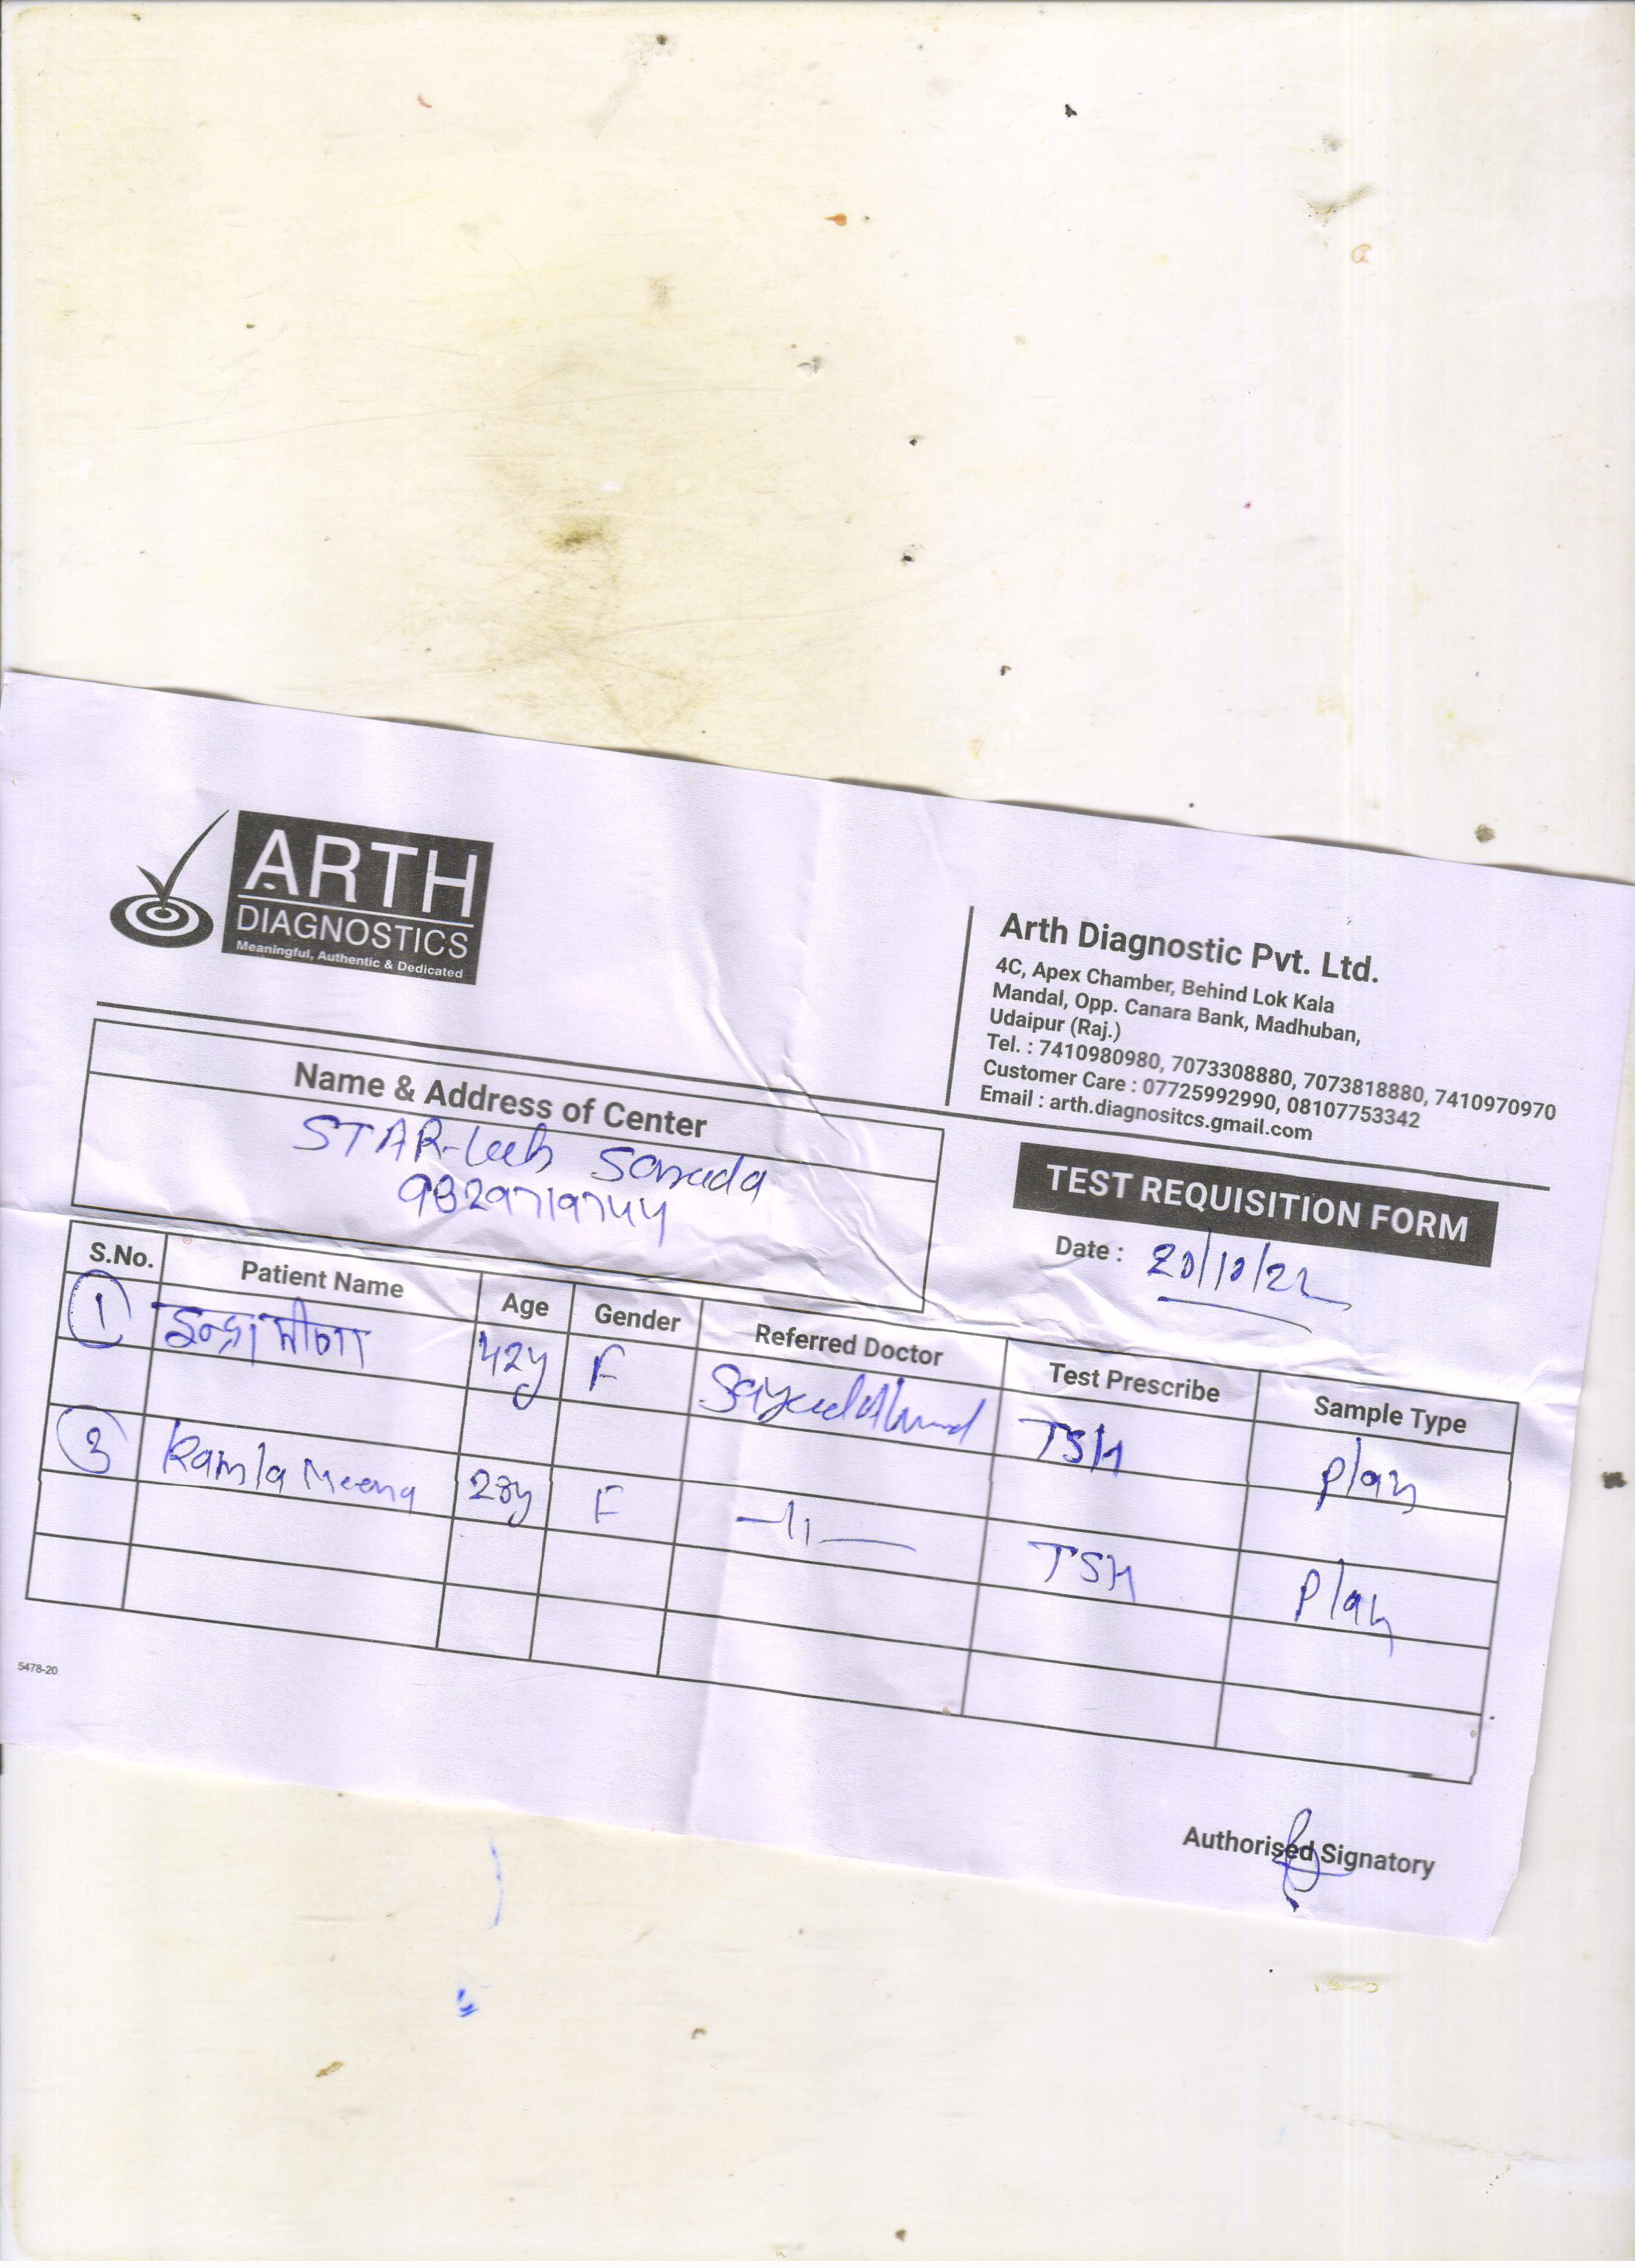 ARTH
DIAGNOSTICS
Meaningful, Authentic & Dedicated
Arth Diagnostic Pvt. Ltd.
4C, Apex Chamber, Behind Lok Kala
Mandal, Opp. Canara Bank, Madhuban,
Udaipur (Raj.)
Tel. : 7410980980, 7073308880, 7073818880, 7410970970
Customer Care : 07725992990, 08107753342
Email : arth.diagnositcs.gmail.com
Name & Address of Center
STAR-Lab Sarada
9829719744
TEST REQUISITION FORM
Date : 20/10/22
S.No. Patient Name Age Gender Referred Doctor Test Prescribe Sample Type
1 मीणा 42y F TSH plan
Kamla Meena F -11- TSH plan
5478-20
Authorised Signatory